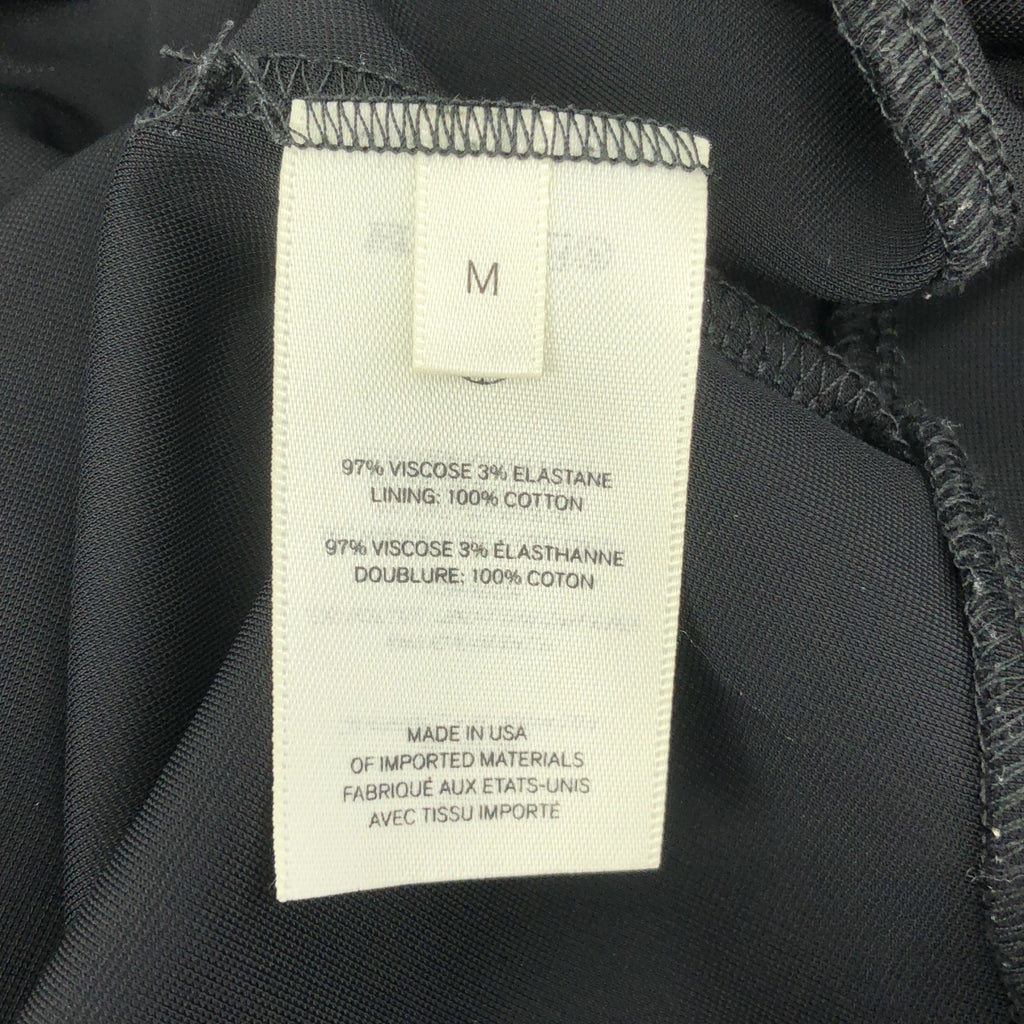 M
97% VISCOSE 3% ELASTANE
LINING: 100% COTTON
97% VISCOSE 3% ÉLASTHANNE
DOUBLURE: 100% COTON
MADE IN USA
OF IMPORTED MATERIALS
FABRIQUÉ AUX ETATS-UNIS
AVEC TISSU IMPORTÉ